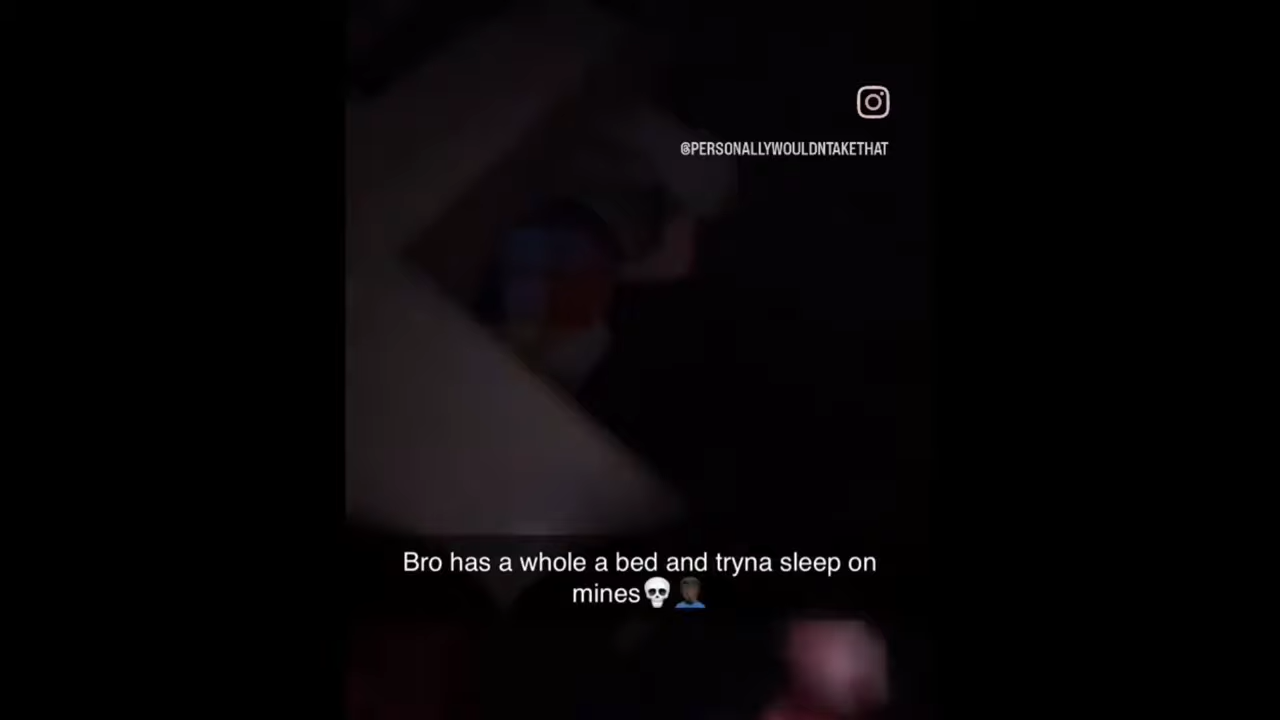 @PERSONALLYWOULDNTAKETHAT
Bro has a whole a bed and tryna sleep on
mines💀🤦🏿‍♂️